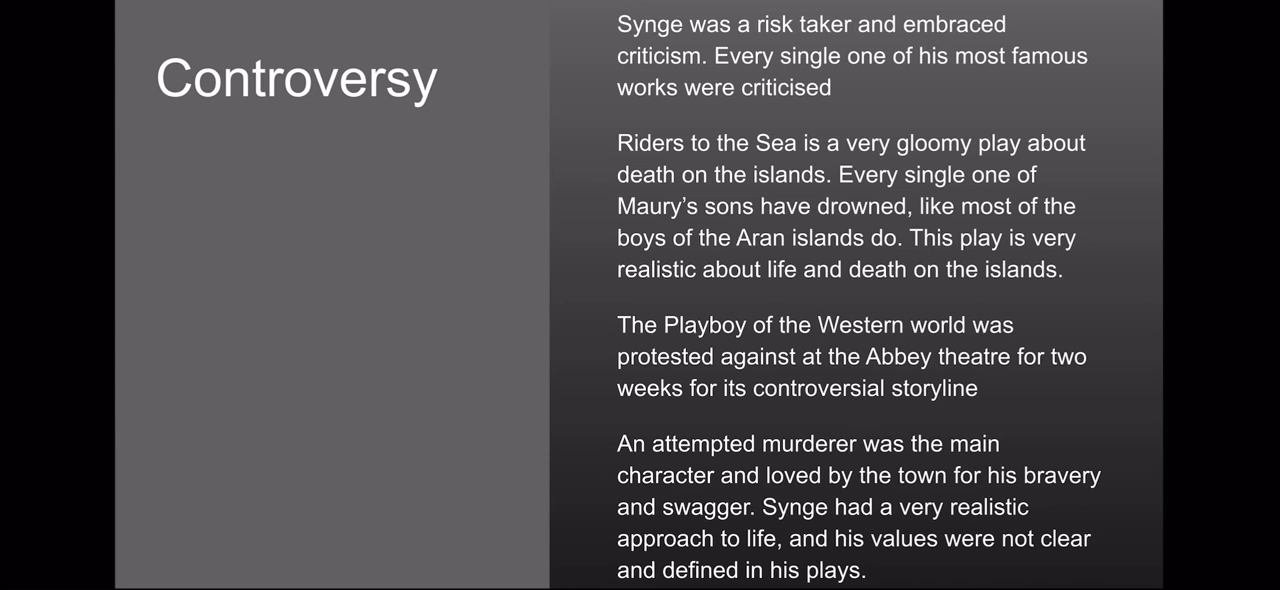 Controversy
Synge was a risk taker and embraced
criticism. Every single one of his most famous
works were criticised
Riders to the Sea is a very gloomy play about
death on the islands. Every single one of
Maury’s sons have drowned, like most of the
boys of the Aran islands do. This play is very
realistic about life and death on the islands.
The Playboy of the Western world was
protested against at the Abbey theatre for two
weeks for its controversial storyline
An attempted murderer was the main
character and loved by the town for his bravery
and swagger. Synge had a very realistic
approach to life, and his values were not clear
and defined in his plays.